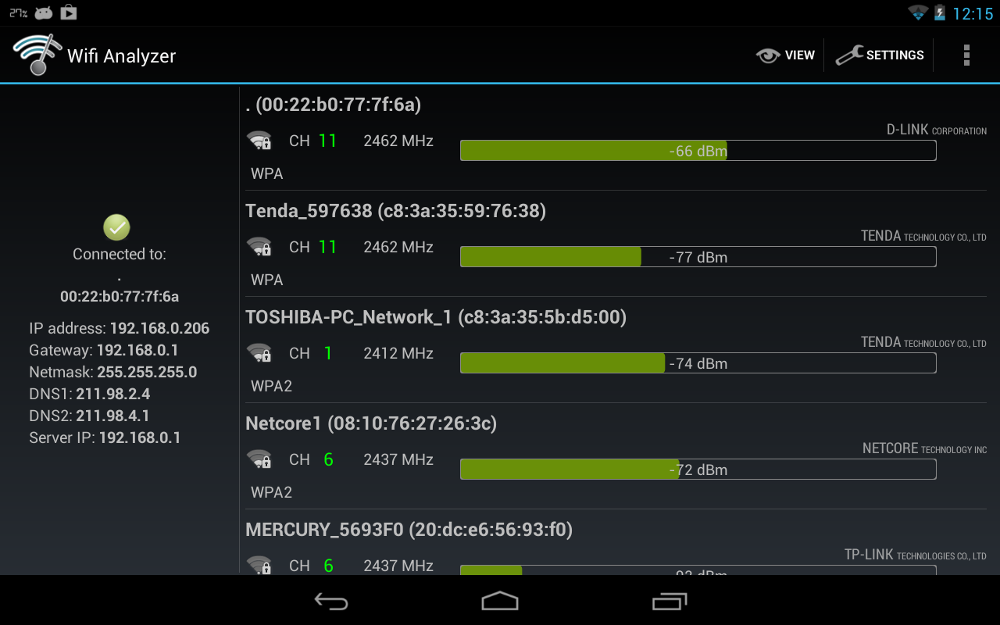 27%
12:15
Wifi Analyzer
VIEW
SETTINGS
Connected to:
.
00:22:b0:77:7f:6a
IP address: 192.168.0.206
Gateway: 192.168.0.1
Netmask: 255.255.255.0
DNS1: 211.98.2.4
DNS2: 211.98.4.1
Server IP: 192.168.0.1
. (00:22:b0:77:7f:6a)
D-LINK CORPORATION
CH 11 2462 MHz -66 dBm
WPA
Tenda_597638 (c8:3a:35:59:76:38)
TENDA TECHNOLOGY CO., LTD
CH 11 2462 MHz -77 dBm
WPA
TOSHIBA-PC_Network_1 (c8:3a:35:5b:d5:00)
TENDA TECHNOLOGY CO., LTD
CH 1 2412 MHz -74 dBm
WPA2
Netcore1 (08:10:76:27:26:3c)
NETCORE TECHNOLOGY INC
CH 6 2437 MHz -72 dBm
WPA2
MERCURY_5693F0 (20:dc:e6:56:93:f0)
TP-LINK TECHNOLOGIES CO., LTD
CH 6 2437 MHz dBm